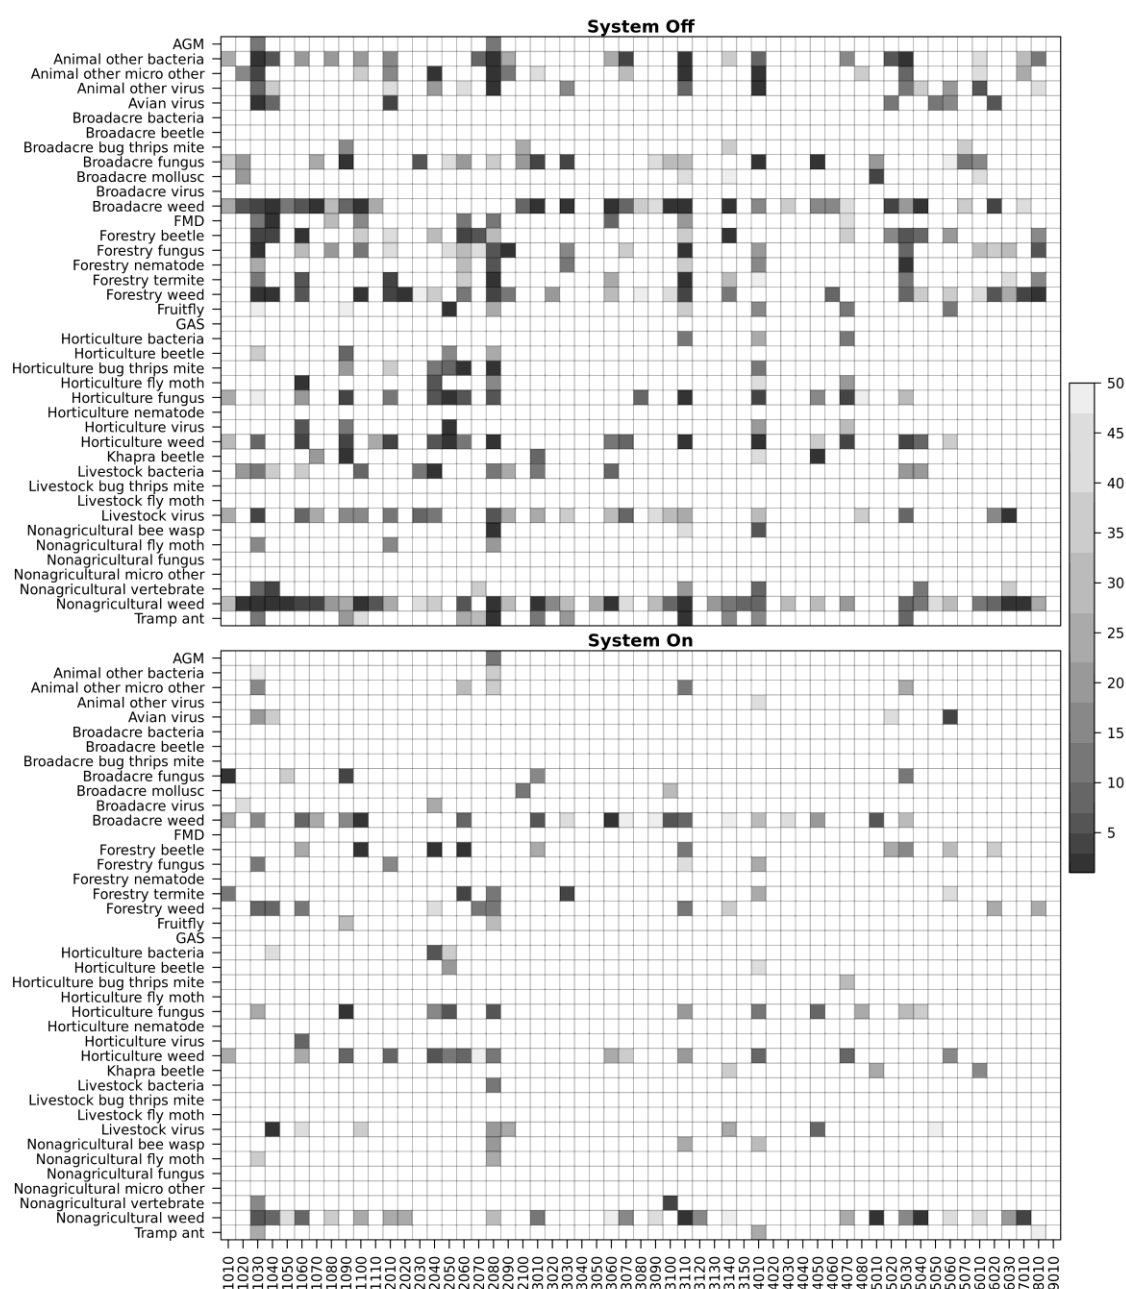 System Off
AGM
Animal other bacteria
Animal other micro other
Animal other virus
Avian virus
Broadacre bacteria
Broadacre beetle
Broadacre bug thrips mite
Broadacre fungus
Broadacre mollusc
Broadacre virus
Broadacre weed
FMD
Forestry beetle
Forestry fungus
Forestry nematode
Forestry termite
Forestry weed
Fruitfly
GAS
Horticulture bacteria
Horticulture beetle
Horticulture bug thrips mite
Horticulture fly moth
Horticulture fungus
Horticulture nematode
Horticulture virus
Horticulture weed
Khapra beetle
Livestock bacteria
Livestock bug thrips mite
Livestock fly moth
Livestock virus
Nonagricultural bee wasp
Nonagricultural fly moth
Nonagricultural fungus
Nonagricultural micro other
Nonagricultural vertebrate
Nonagricultural weed
Tramp ant
System On
AGM
Animal other bacteria
Animal other micro other
Animal other virus
Avian virus
Broadacre bacteria
Broadacre beetle
Broadacre bug thrips mite
Broadacre fungus
Broadacre mollusc
Broadacre virus
Broadacre weed
FMD
Forestry beetle
Forestry fungus
Forestry nematode
Forestry termite
Forestry weed
Fruitfly
GAS
Horticulture bacteria
Horticulture beetle
Horticulture bug thrips mite
Horticulture fly moth
Horticulture fungus
Horticulture nematode
Horticulture virus
Horticulture weed
Khapra beetle
Livestock bacteria
Livestock bug thrips mite
Livestock fly moth
Livestock virus
Nonagricultural bee wasp
Nonagricultural fly moth
Nonagricultural fungus
Nonagricultural micro other
Nonagricultural vertebrate
Nonagricultural weed
Tramp ant
1010
1020
1030
1040
1050
1060
1070
1080
1090
1100
1110
2010
2020
2030
2040
2050
2060
2070
2080
2090
2100
3010
3020
3030
3040
3050
3060
3070
3080
3090
3100
3110
3120
3130
3140
3150
4010
4020
4030
4040
4050
4060
4070
4080
5010
5020
5030
5040
5050
5060
5070
6010
6020
6030
7010
8010
9010
50
45
40
35
30
25
20
15
10
5